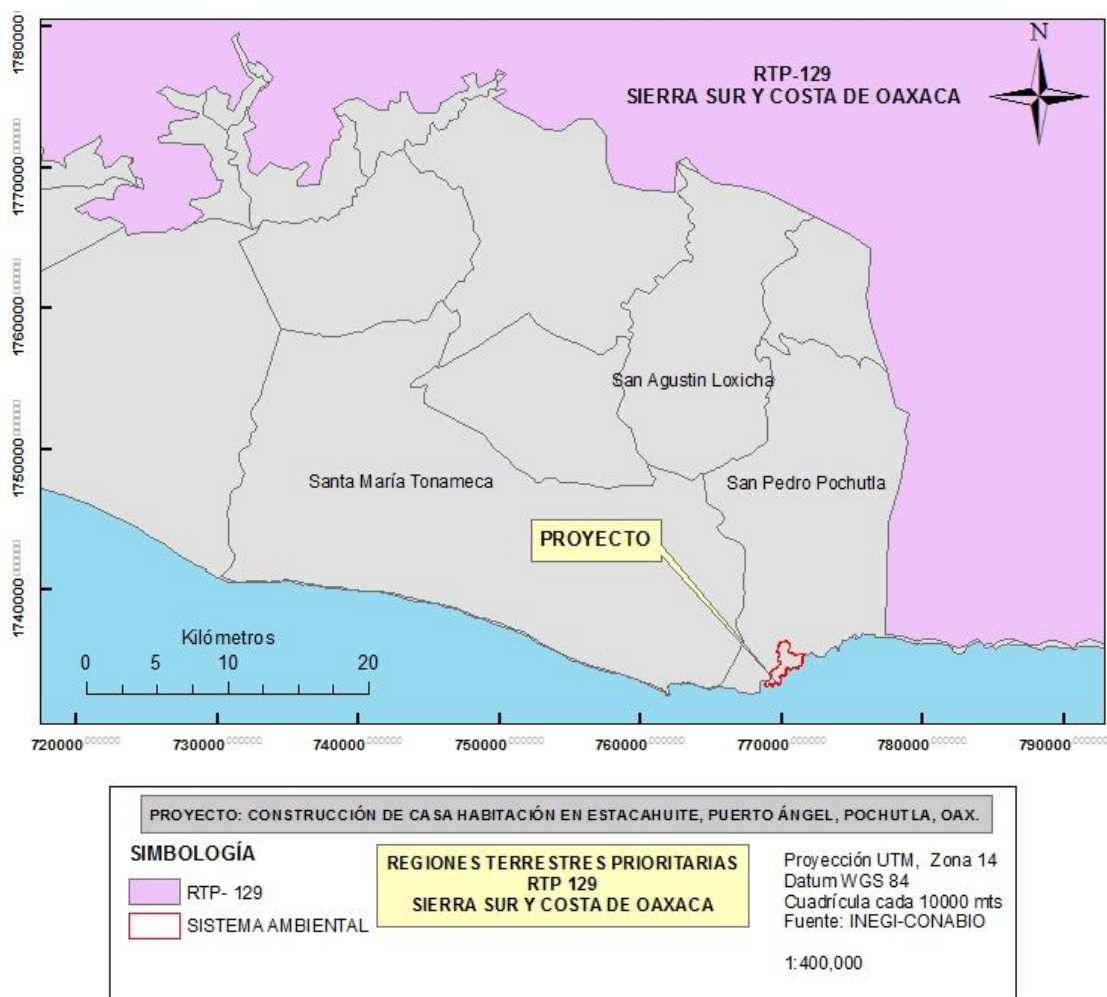 1780000
1770000
1760000
1750000
1740000
N
RTP-129
SIERRA SUR Y COSTA DE OAXACA
San Agustin Loxicha
Santa María Tonameca
San Pedro Pochutla
PROYECTO
Kilómetros
0 5 10 20
720000 730000 740000 750000 760000 770000 780000 790000
PROYECTO: CONSTRUCCIÓN DE CASA HABITACIÓN EN ESTACAHUITE, PUERTO ÁNGEL, POCHUTLA, OAX.
SIMBOLOGÍA
RTP- 129
SISTEMA AMBIENTAL
REGIONES TERRESTRES PRIORITARIAS
RTP 129
SIERRA SUR Y COSTA DE OAXACA
Proyección UTM, Zona 14
Datum WGS 84
Cuadrícula cada 10000 mts
Fuente: INEGI-CONABIO
1:400,000